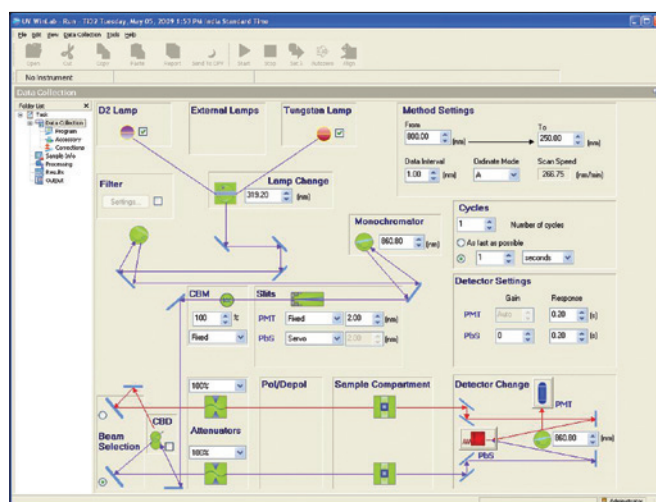 UV WinLab - Run - TiO2 Tuesday, May 05, 2009 1:53 PM India Standard Time
File Edit View Data Collection Tools Help
Open Cut Copy Paste Report Start Stop Set 0 Autozero Align
No Instrument
Data Collection
Folder List
Task
Data Collection
Program
Accessory
Corrections
Sample Info
Processing
Results
Output
D2 Lamp
External Lamps
Tungsten Lamp
Lamp Change
319.20 (nm)
Filter
Settings...
Monochromator
860.80 (nm)
Method Settings
From
800.00 (nm)
To
250.00 (nm)
Data Interval
1.00 (nm)
Ordinate Mode
A
Scan Speed
266.75 (nm/min)
Cycles
1 Number of cycles
As fast as possible
1 seconds
CBM
100 %
Fixed
Slits
PMT Fixed 2.00 (nm)
PbS Servo 2.00 (nm)
Detector Settings
Gain Response
PMT Auto 0.20 (s)
PbS 0 0.20 (s)
Beam Selection
CBD
100%
Attenuators
100%
Pol/Depol
Sample Compartment
Detector Change
PMT
PbS
860.80 (nm)
Administrator